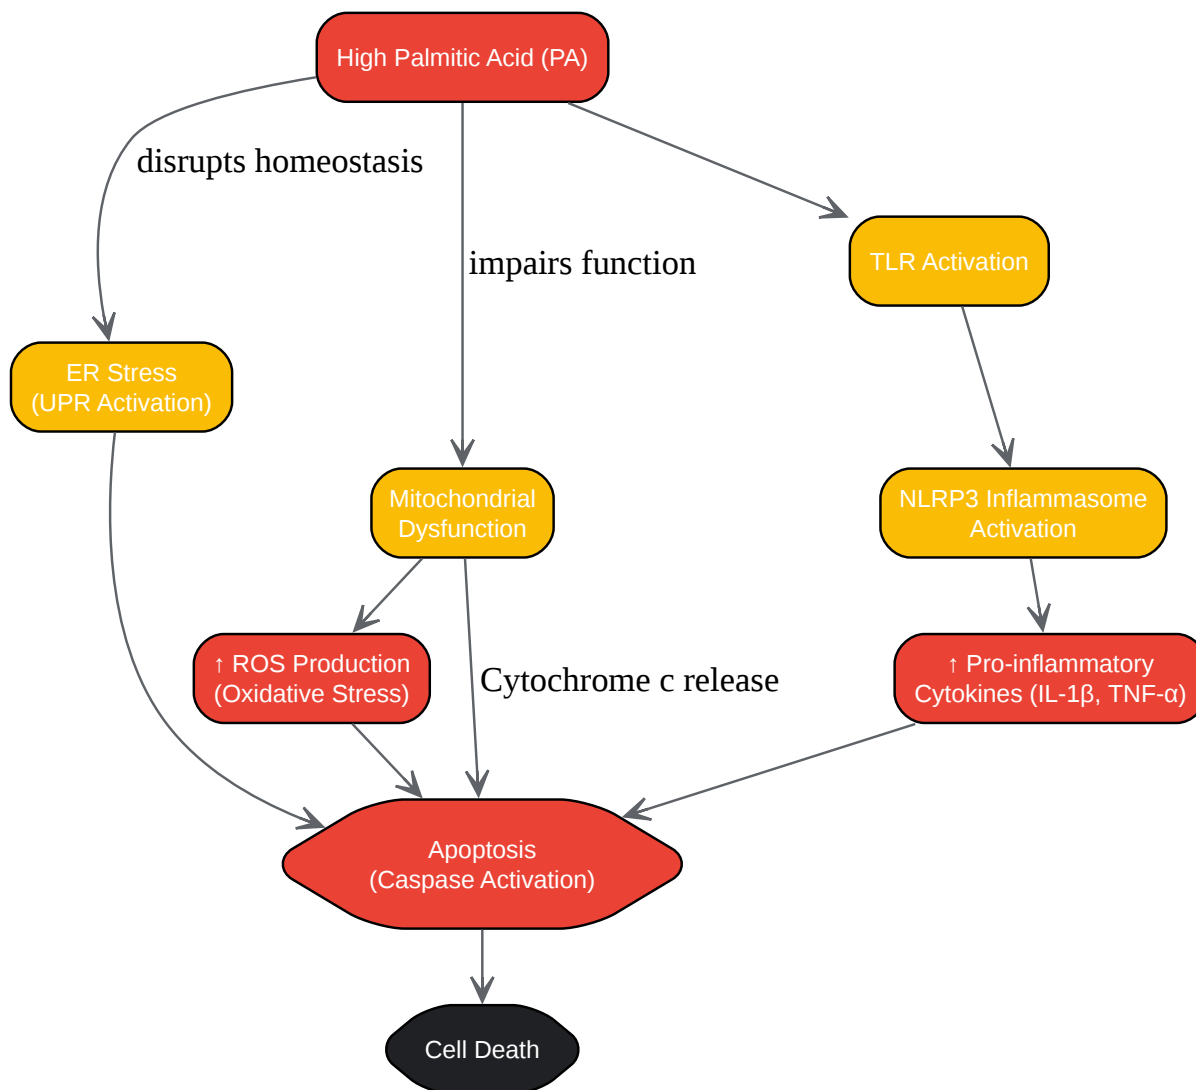 High Palmitic Acid (PA)
disrupts homeostasis
impairs function
TLR Activation
ER Stress
(UPR Activation)
Mitochondrial
Dysfunction
NLRP3 Inflammasome
Activation
↑ ROS Production
(Oxidative Stress)
Cytochrome c release
↑ Pro-inflammatory
Cytokines (IL-1β, TNF-α)
Apoptosis
(Caspase Activation)
Cell Death